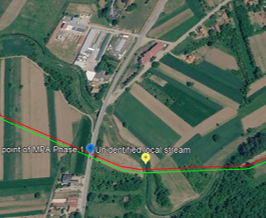 point of MPA Phase 1 Unidentified local stream